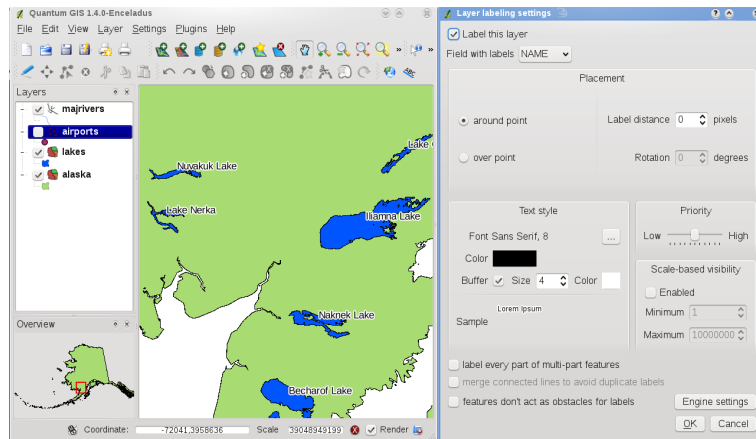 Quantum GIS 1.4.0-Enceladus
File Edit View Layer Settings Plugins Help
»
»
Layers
majrivers
airports
lakes
alaska
Nuvakuk Lake
Lake
Lake Nerka
Iliamna Lake
Naknek Lake
Becharof Lake
Overview
Coordinate: -72041,3958636 Scale 39048949199 Render
Layer labeling settings
Label this layer
Field with labels NAME
Placement
around point
Label distance 0 pixels
over point
Rotation 0 degrees
Text style
Font Sans Serif, 8 ...
Color
Buffer Size 4 Color
Lorem Ipsum
Sample
Priority
Low High
Scale-based visibility
Enabled
Minimum 1
Maximum 10000000
label every part of multi-part features
merge connected lines to avoid duplicate labels
features don't act as obstacles for labels
Engine settings
OK Cancel